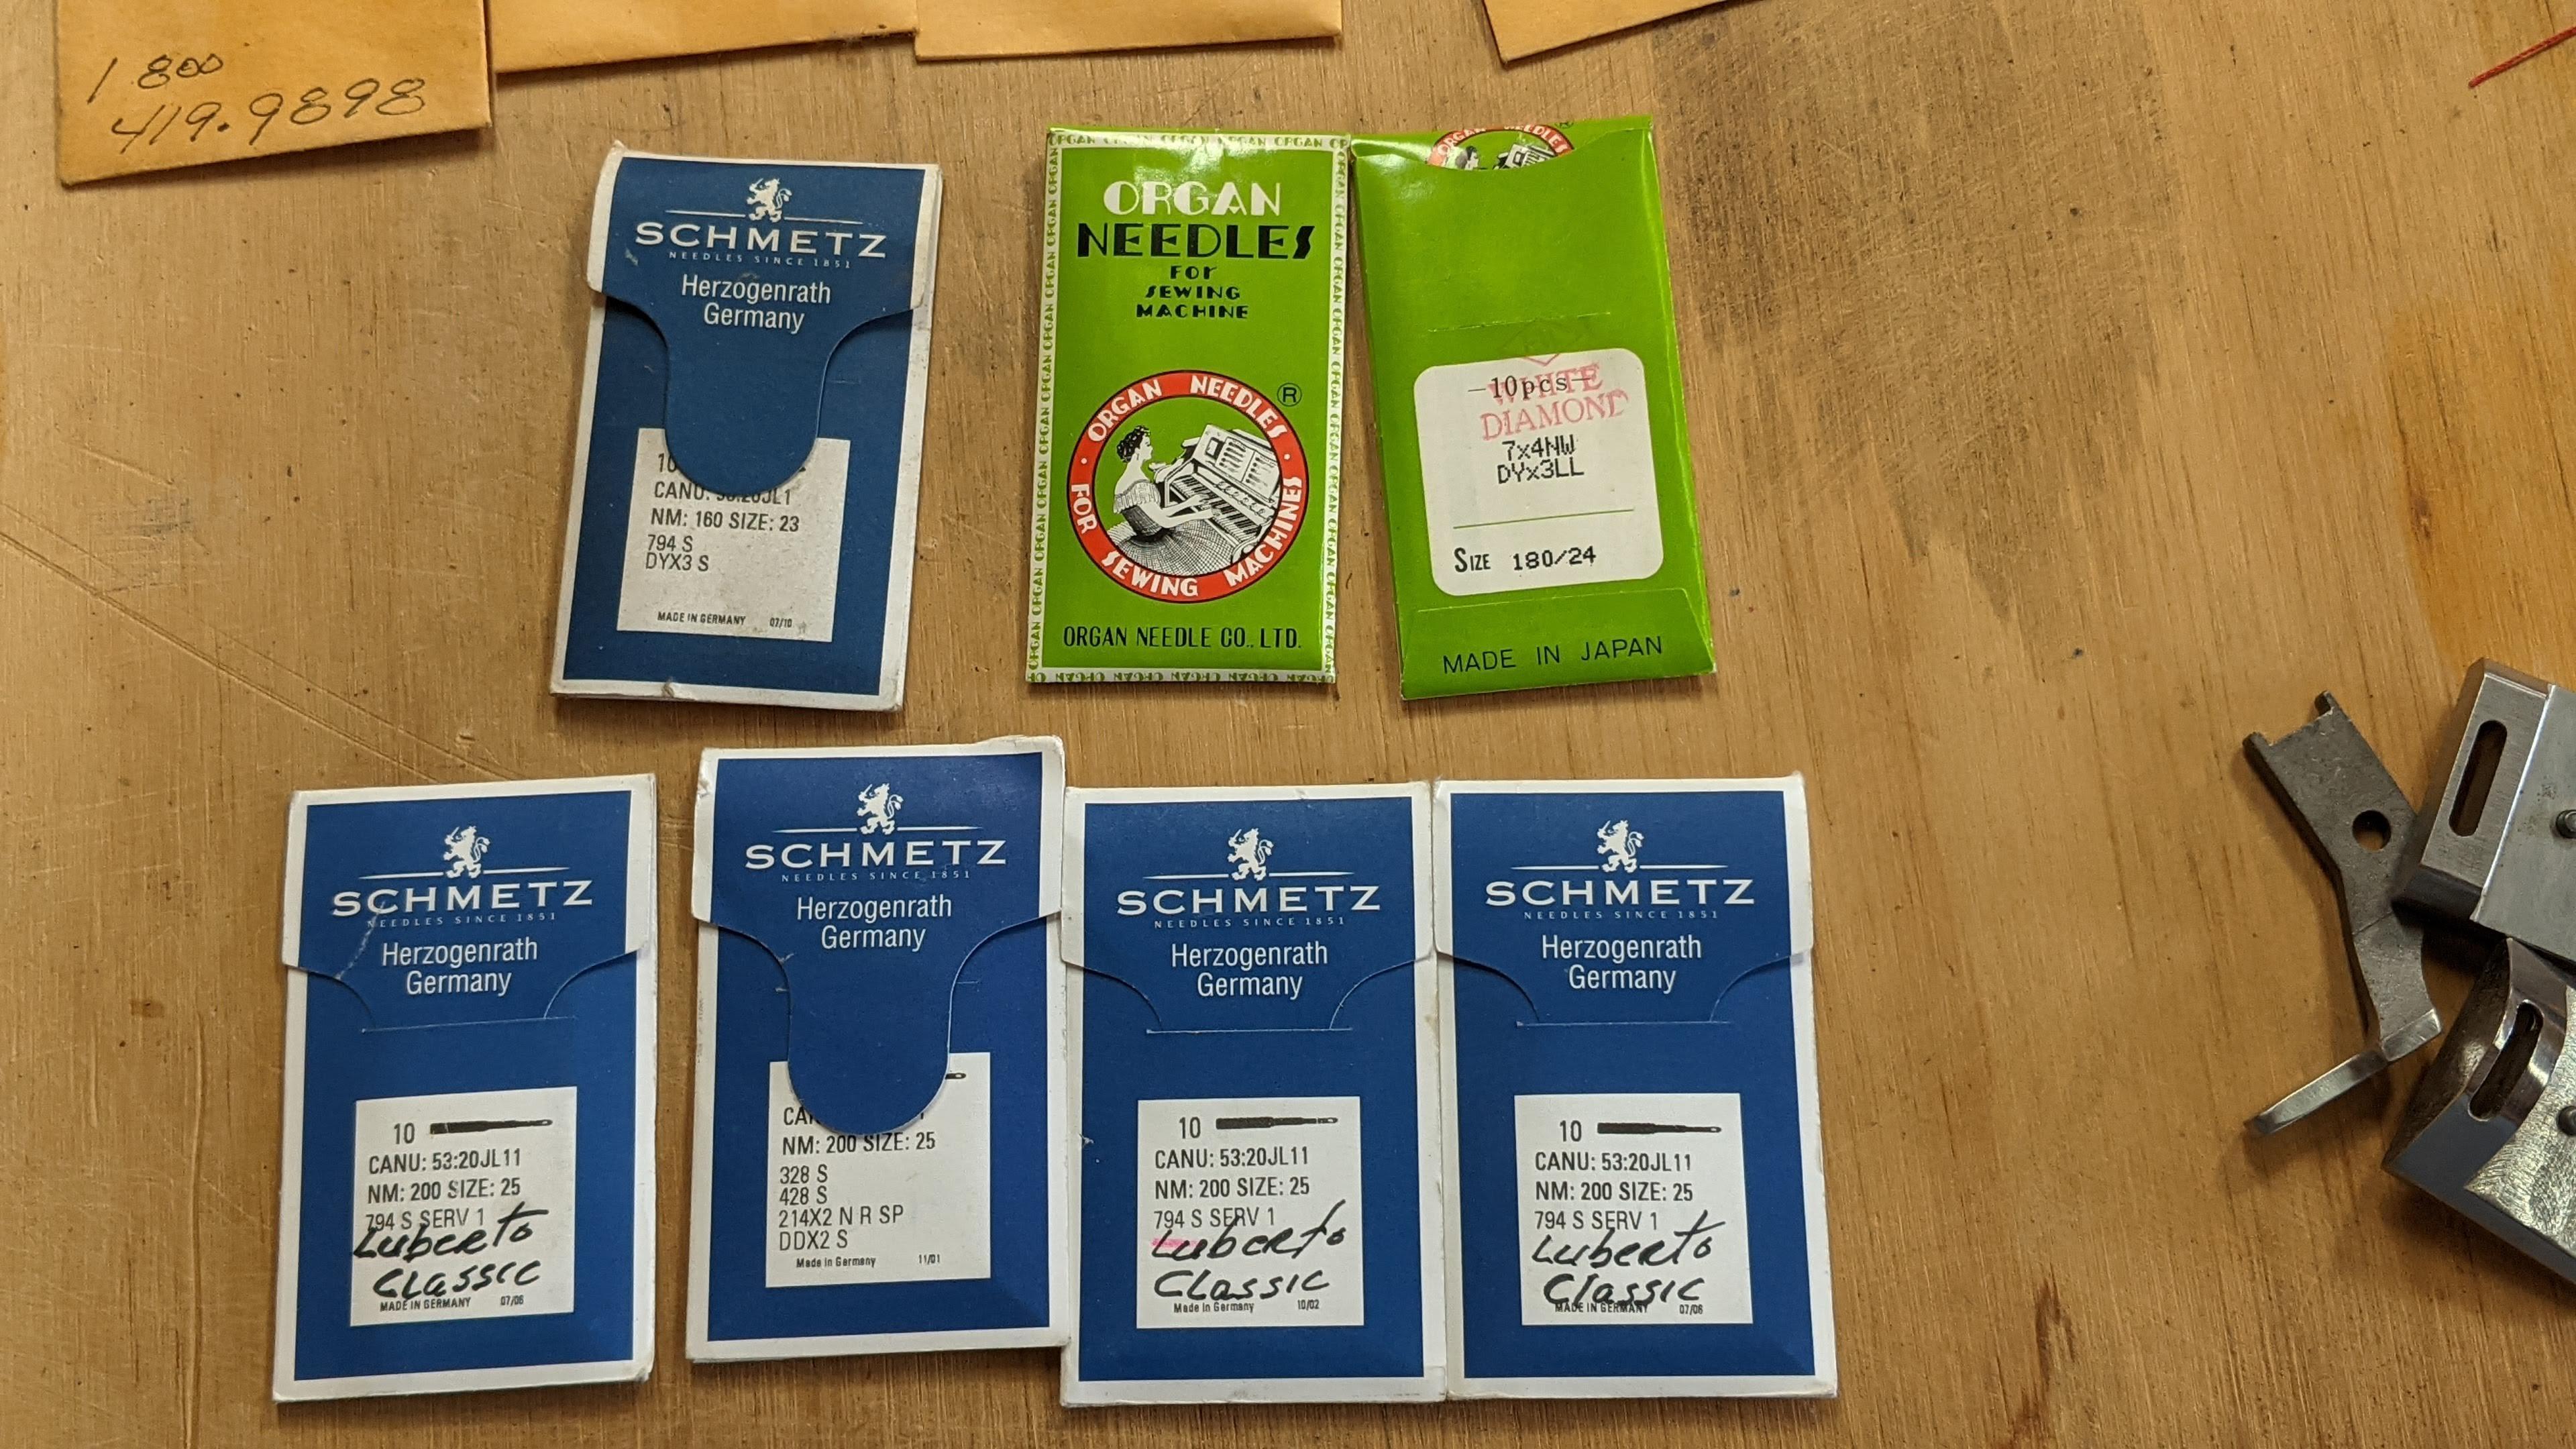 1 800
419.9898
SCHMETZ
NEEDLES SINCE 1851
Herzogenrath
Germany
10
CANU: 53:20JL1
NM: 160 SIZE: 23
794 S
DYX3 S
MADE IN GERMANY 07/10
ORGAN
NEEDLES
FOR
SEWING
MACHINE
ORGAN NEEDLES FOR SEWING MACHINES
®
ORGAN NEEDLE CO., LTD.
ORGAN NEEDLES
-10pcs-
WHITE
DIAMOND
7x4NW
DYx3LL
SIZE 180/24
MADE IN JAPAN
SCHMETZ
NEEDLES SINCE 1851
Herzogenrath
Germany
10
CANU: 53:20JL11
NM: 200 SIZE: 25
794 S SERV 1
Luberto
Classic
MADE IN GERMANY 07/06
SCHMETZ
NEEDLES SINCE 1851
Herzogenrath
Germany
NM: 200 SIZE: 25
328 S
428 S
214X2 N R SP
DDX2 S
Made in Germany 11/01
SCHMETZ
NEEDLES SINCE 1851
Herzogenrath
Germany
10
CANU: 53:20JL11
NM: 200 SIZE: 25
794 S SERV 1
Luberto
Classic
Made in Germany 10/02
SCHMETZ
NEEDLES SINCE 1851
Herzogenrath
Germany
10
CANU: 53:20JL11
NM: 200 SIZE: 25
794 S SERV 1
Luberto
Classic
MADE IN GERMANY 07/06